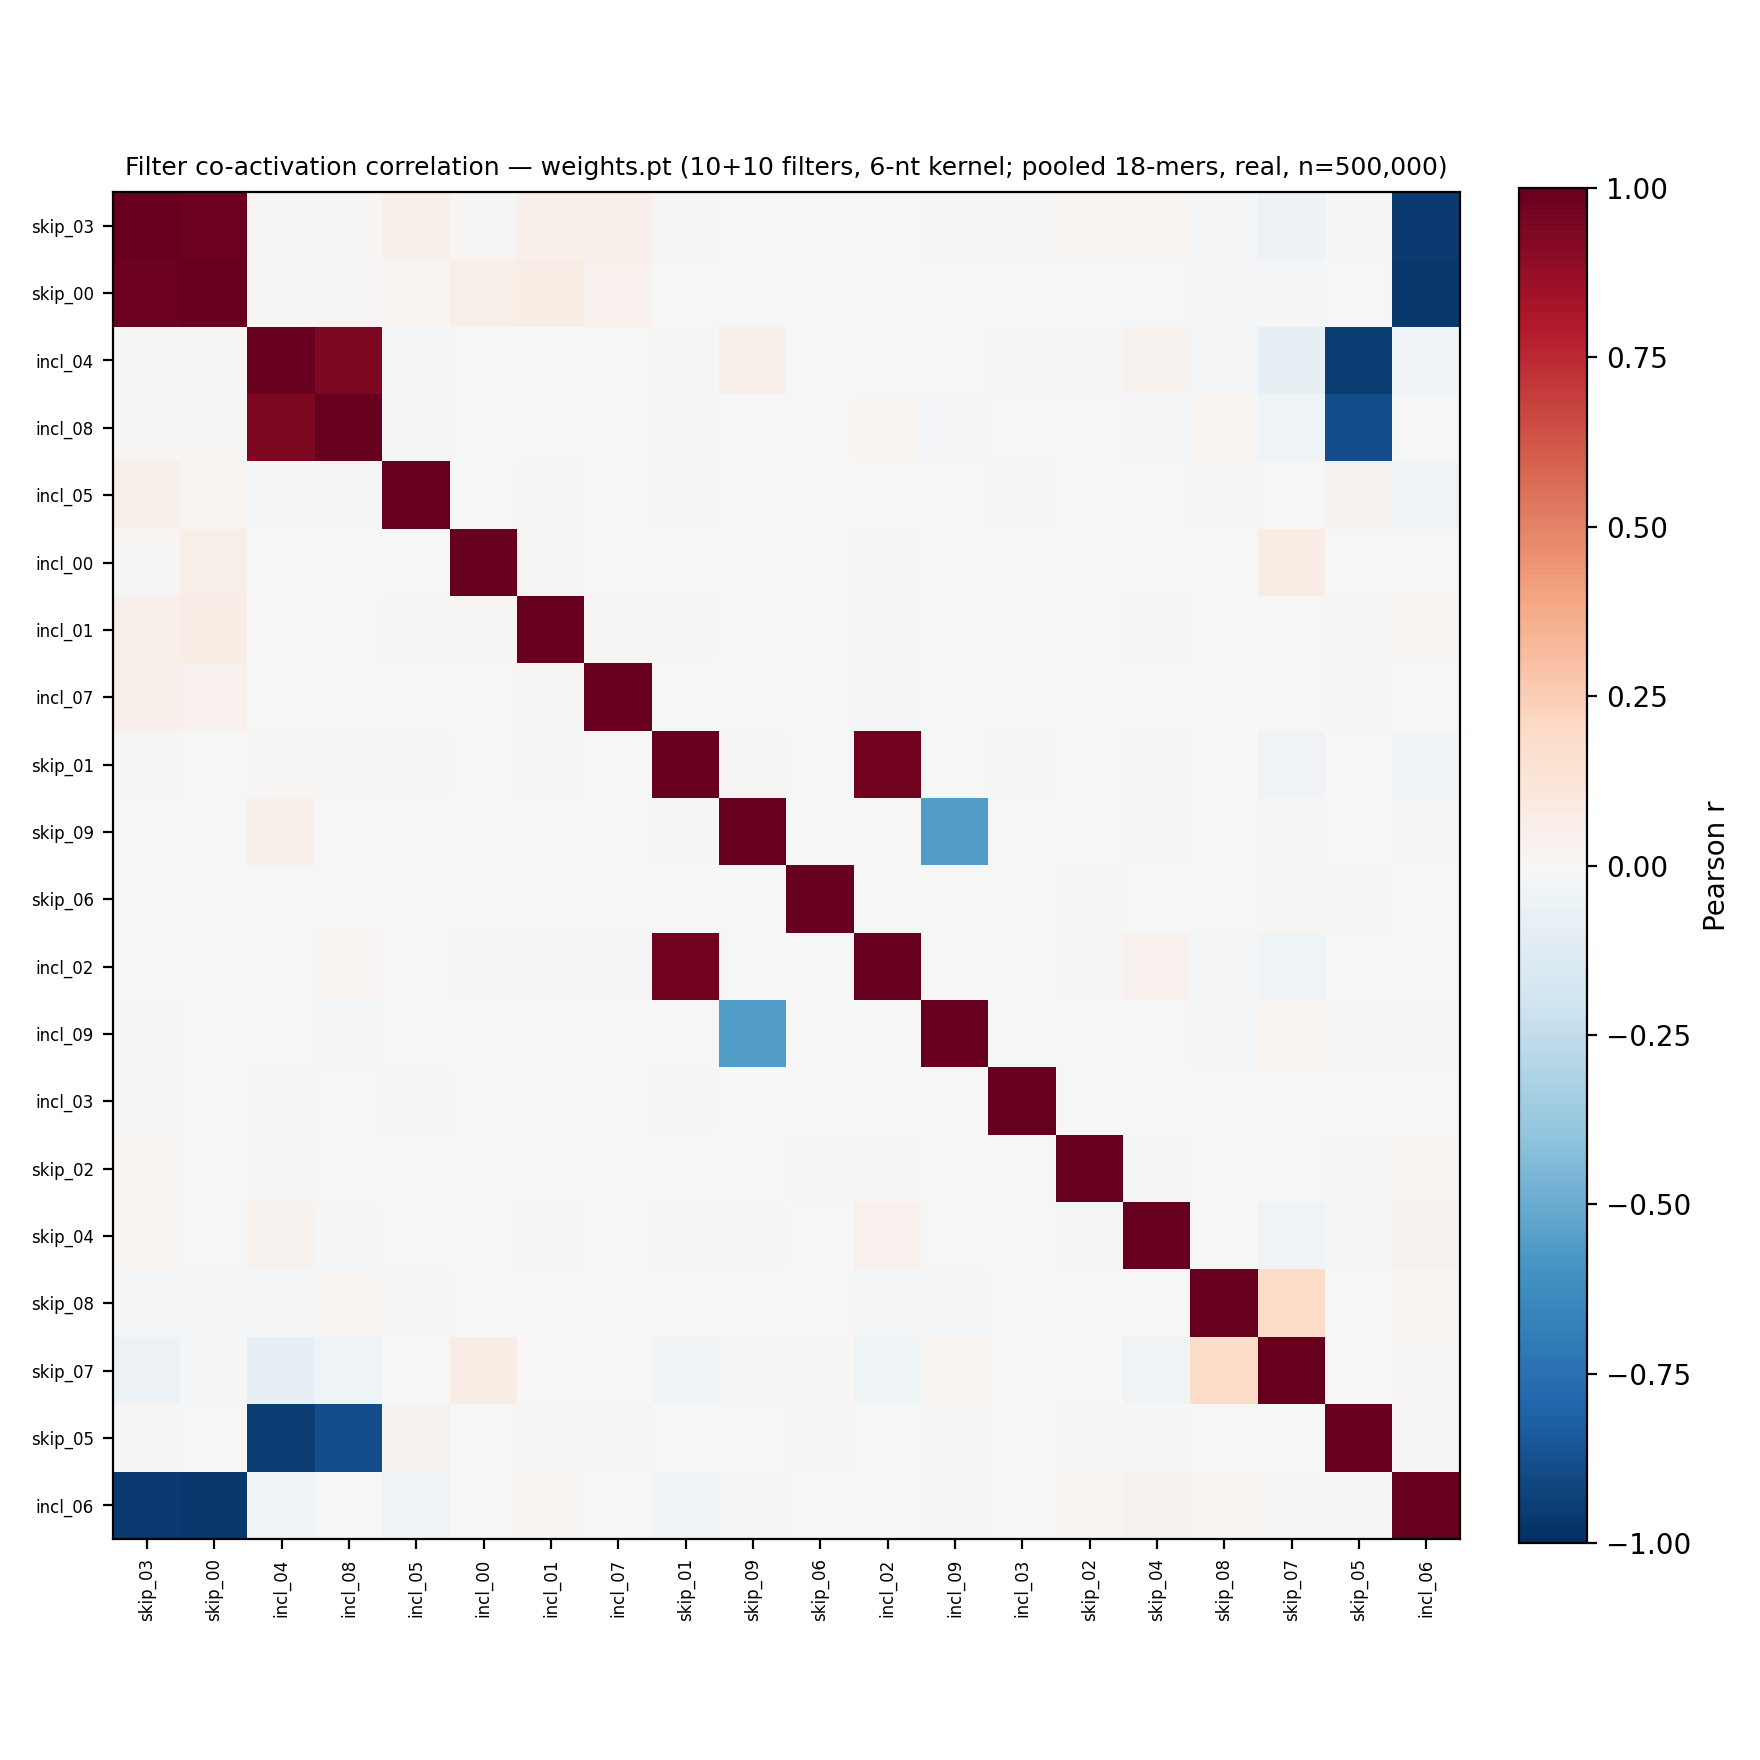 Filter co-activation correlation — weights.pt (10+10 filters, 6-nt kernel; pooled 18-mers, real, n=500,000)
skip_03
skip_00
incl_04
incl_08
incl_05
incl_00
incl_01
incl_07
skip_01
skip_09
skip_06
incl_02
incl_09
incl_03
skip_02
skip_04
skip_08
skip_07
skip_05
incl_06
skip_03
skip_00
incl_04
incl_08
incl_05
incl_00
incl_01
incl_07
skip_01
skip_09
skip_06
incl_02
incl_09
incl_03
skip_02
skip_04
skip_08
skip_07
skip_05
incl_06
1.00
0.75
0.50
0.25
0.00
−0.25
−0.50
−0.75
−1.00
Pearson r